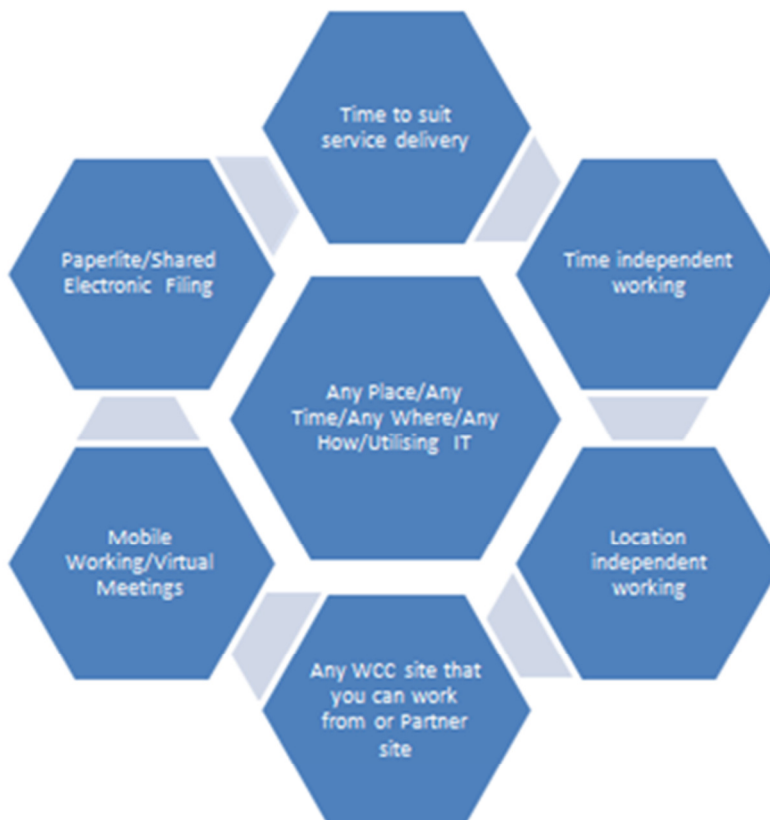 Time to suit
service delivery
Paperlite/Shared
Electronic Filing
Time independent
working
Any Place/Any
Time/Any Where/Any
How/Utilising IT
Mobile
Working/Virtual
Meetings
Location
independent
working
Any WCC site that
you can work
from or Partner
site